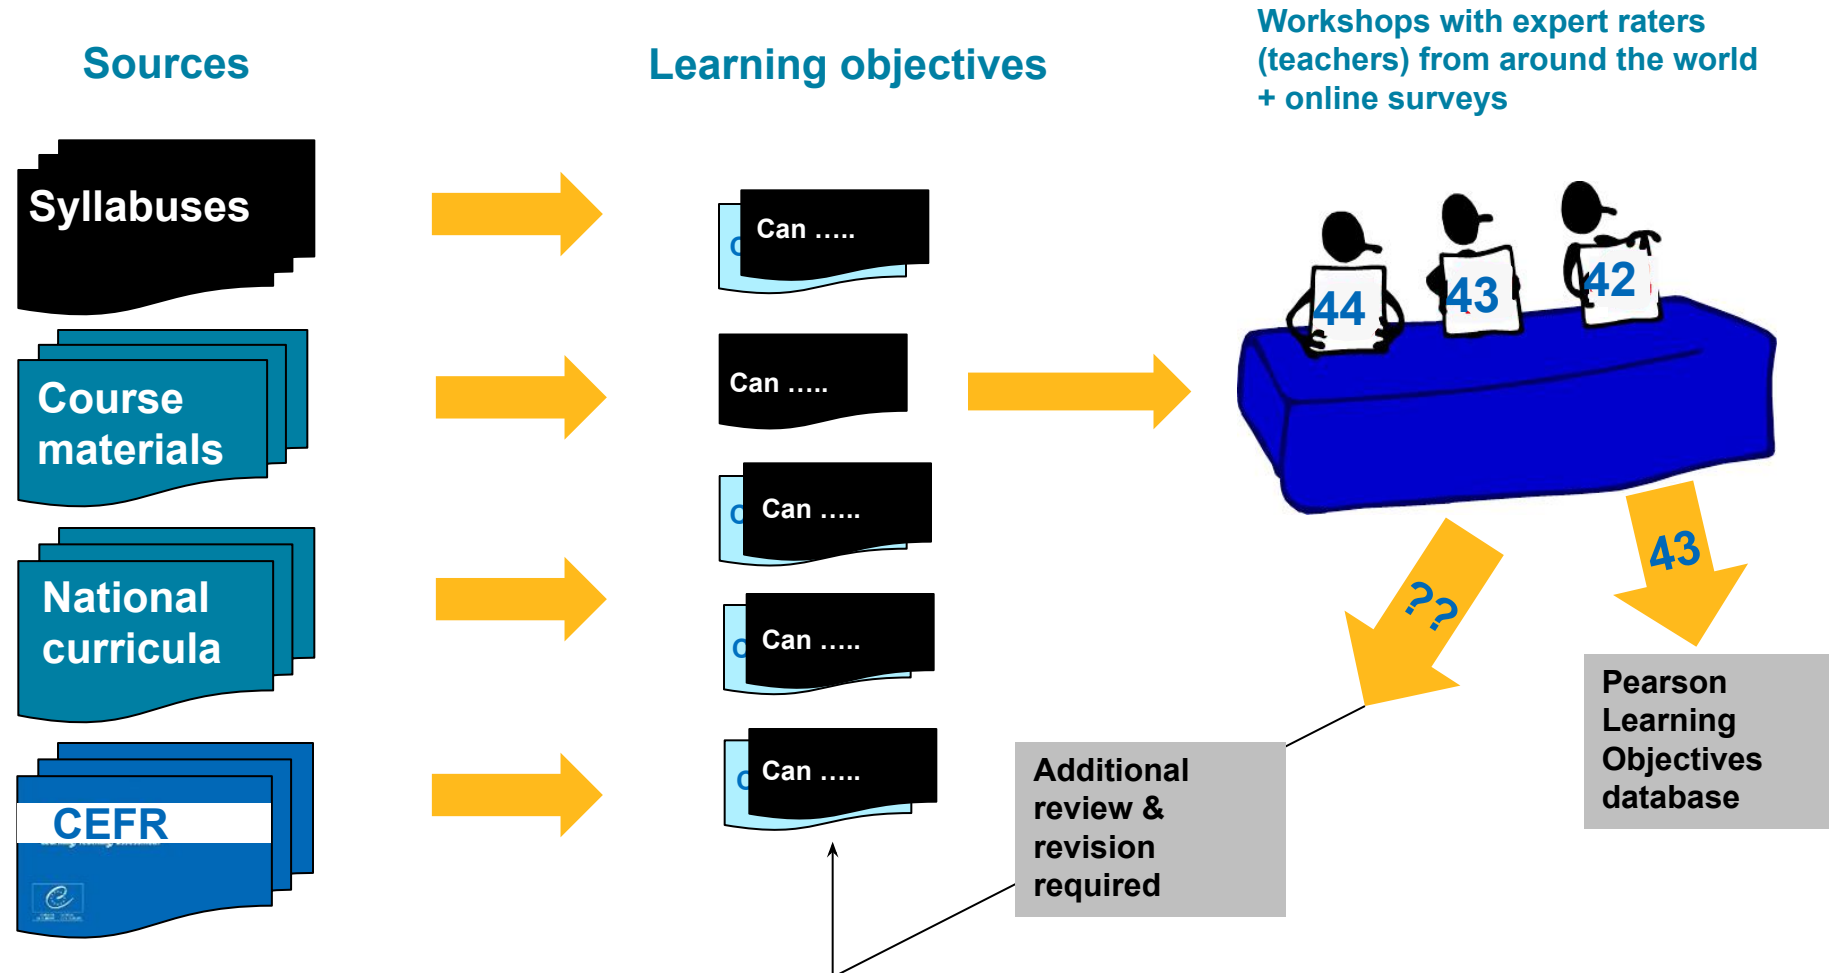 Sources
Learning objectives
Workshops with expert raters
(teachers) from around the world
+ online surveys
Syllabuses
Course
materials
National
curricula
CEFR
Can …..
Can …..
Can …..
Can …..
Can …..
44
43
42
??
43
Additional
review &
revision
required
Pearson
Learning
Objectives
database